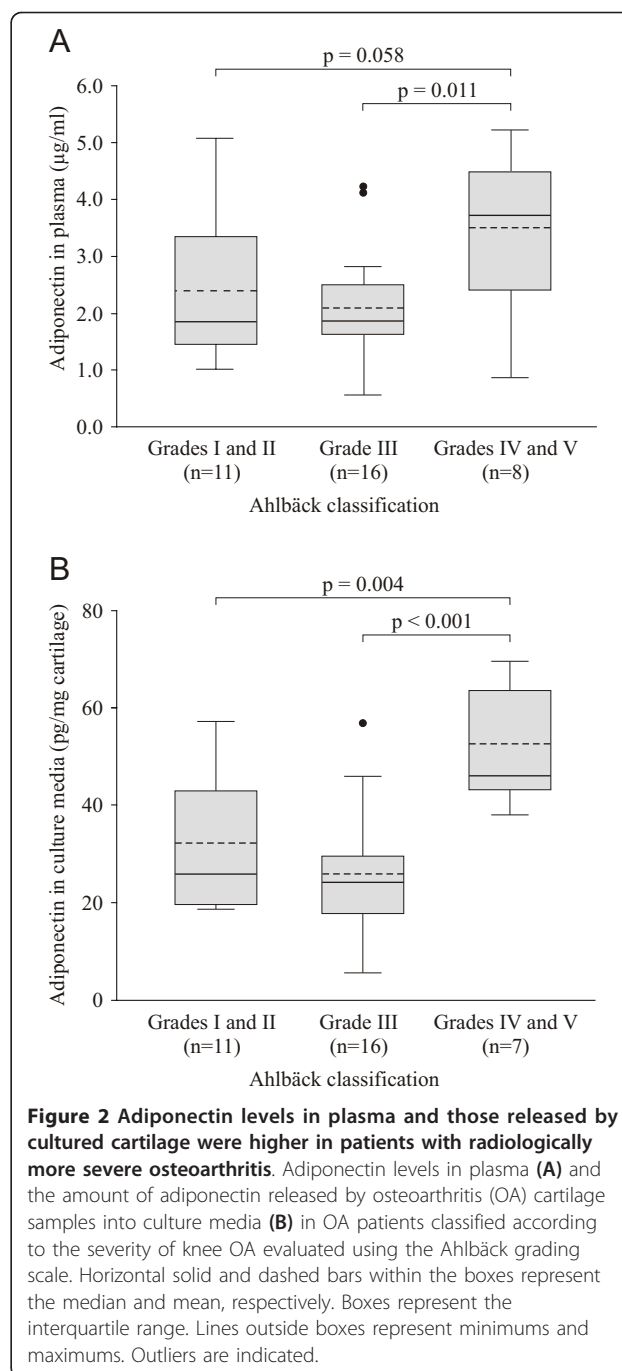 A
p = 0.058
p = 0.011
Adiponectin in plasma (µg/ml)
6.0
5.0
4.0
3.0
2.0
1.0
0.0
Grades I and II Grade III Grades IV and V
(n=11) (n=16) (n=8)
Ahlbäck classification
B
p = 0.004
p < 0.001
Adiponectin in culture media (pg/mg cartilage)
80
60
40
20
0
Grades I and II Grade III Grades IV and V
(n=11) (n=16) (n=7)
Ahlbäck classification
Figure 2 Adiponectin levels in plasma and those released by
cultured cartilage were higher in patients with radiologically
more severe osteoarthritis. Adiponectin levels in plasma (A) and
the amount of adiponectin released by osteoarthritis (OA) cartilage
samples into culture media (B) in OA patients classified according
to the severity of knee OA evaluated using the Ahlbäck grading
scale. Horizontal solid and dashed bars within the boxes represent
the median and mean, respectively. Boxes represent the
interquartile range. Lines outside boxes represent minimums and
maximums. Outliers are indicated.